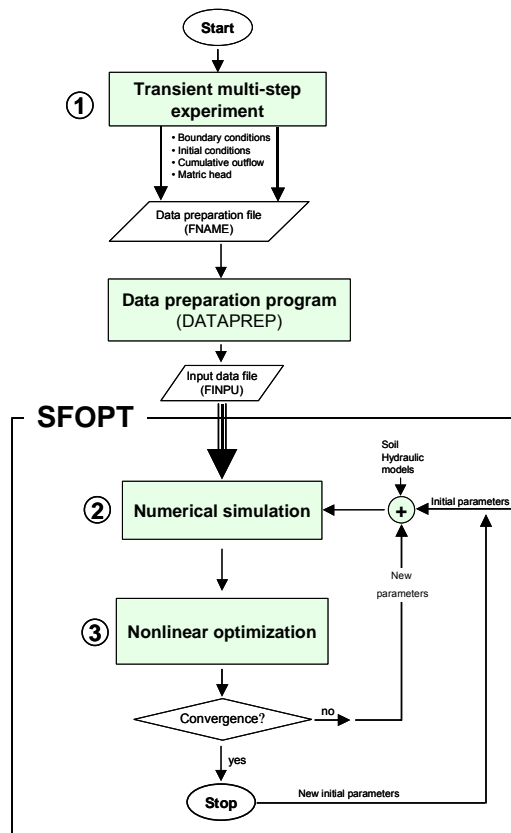 Start
1
Transient multi-step
experiment
• Boundary conditions
• Initial conditions
• Cumulative outflow
• Matric head
Data preparation file
(FNAME)
Data preparation program
(DATAPREP)
Input data file
(FINPU)
SFOPT
Soil
Hydraulic
models
2
Numerical simulation
+
Initial parameters
New
parameters
3
Nonlinear optimization
Convergence?
no
yes
Stop
New initial parameters